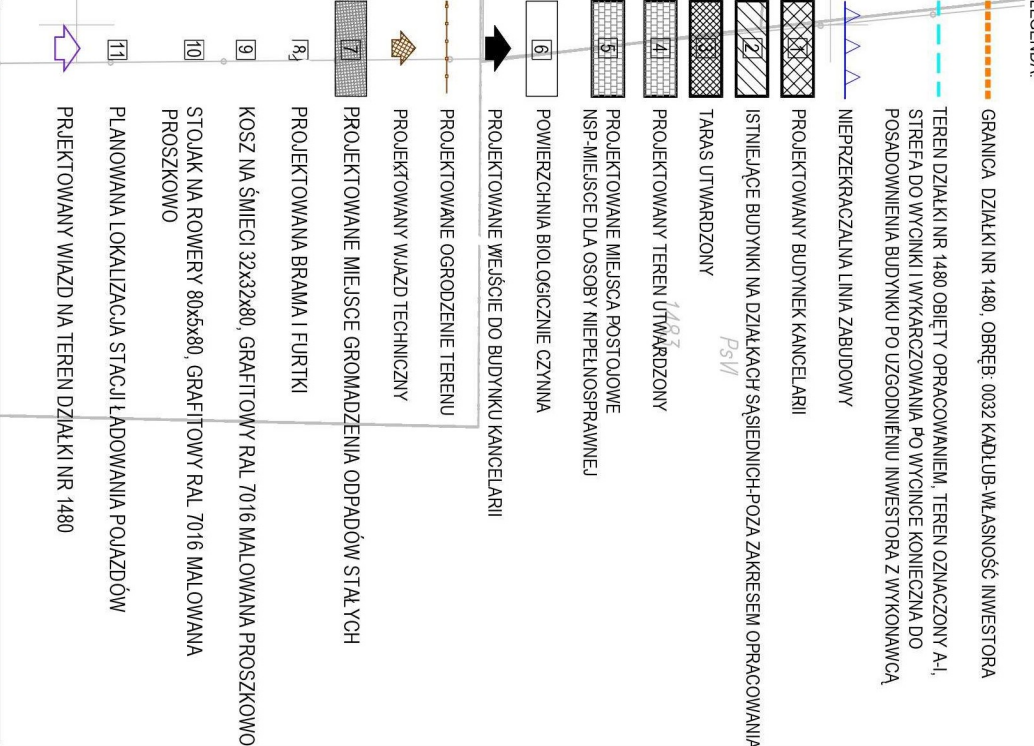 LEGENDA:
GRANICA DZIAŁKI NR 1480, OBRĘB: 0032 KADŁUB-WŁASNOŚĆ INWESTORA
TEREN DZIAŁKI NR 1480 OBJĘTY OPRACOWANIEM, TEREN OZNACZONY A-I,
STREFA DO WYCINKI I WYKARCZOWANIA PO WYCINCE KONIECZNA DO
POSADOWNIENIA BUDYNKU PO UZGODNIENIU INWESTORA Z WYKONAWCĄ
NIEPRZEKRACZALNA LINIA ZABUDOWY
1 PROJEKTOWANY BUDYNEK KANCELARII
2 ISTNIEJĄCE BUDYNKI NA DZIAŁKACH SĄSIEDNICH-POZA ZAKRESEM OPRACOWANIA
3 TARAS UTWARDZONY
PsVI
1483
4 PROJEKTOWANY TEREN UTWARDZONY
5 PROJEKTOWANE MIEJSCA POSTOJOWE
NSP-MIEJSCE DLA OSOBY NIEPEŁNOSPRAWNEJ
6 POWIERZCHNIA BIOLOGICZNIE CZYNNA
PROJEKTOWANE WEJŚCIE DO BUDYNKU KANCELARII
PROJEKTOWANE OGRODZENIE TERENU
PROJEKTOWANY WJAZD TECHNICZNY
7 PROJEKTOWANE MIEJSCE GROMADZENIA ODPADÓW STAŁYCH
8 PROJEKTOWANA BRAMA I FURTKI
9 KOSZ NA ŚMIECI 32x32x80, GRAFITOWY RAL 7016 MALOWANA PROSZKOWO
10 STOJAK NA ROWERY 80x5x80, GRAFITOWY RAL 7016 MALOWANA
PROSZKOWO
11 PLANOWANA LOKALIZACJA STACJI ŁADOWANIA POJAZDÓW
PRJEKTOWANY WIAZD NA TEREN DZIAŁKI NR 1480